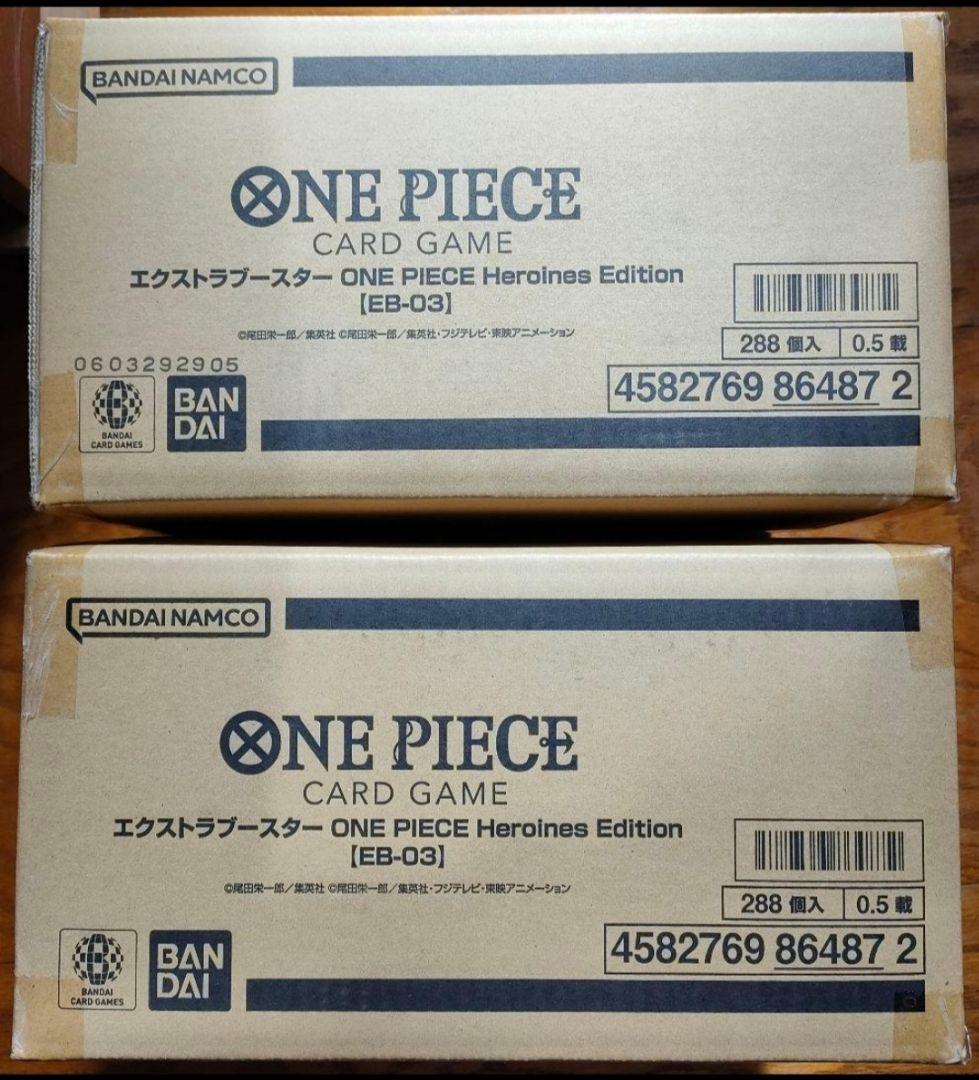 BANDAI NAMCO
ONE PIECE
CARD GAME
エクストラブースター ONE PIECE Heroines Edition
【EB-03】
©尾田栄一郎／集英社 ©尾田栄一郎／集英社・フジテレビ・東映アニメーション
288 個入 0.5 載
0603292905
4582769 86487 2
BANDAI
CARD GAMES
BAN
DAI
BANDAI NAMCO
ONE PIECE
CARD GAME
エクストラブースター ONE PIECE Heroines Edition
【EB-03】
©尾田栄一郎／集英社 ©尾田栄一郎／集英社・フジテレビ・東映アニメーション
288 個入 0.5 載
4582769 86487 2
BANDAI
CARD GAMES
BAN
DAI